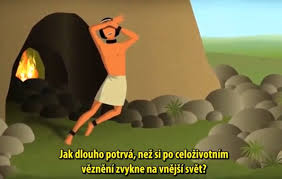 Jak dlouho potrvá, než si po celoživotním
věznění zvykne na vnější svět?